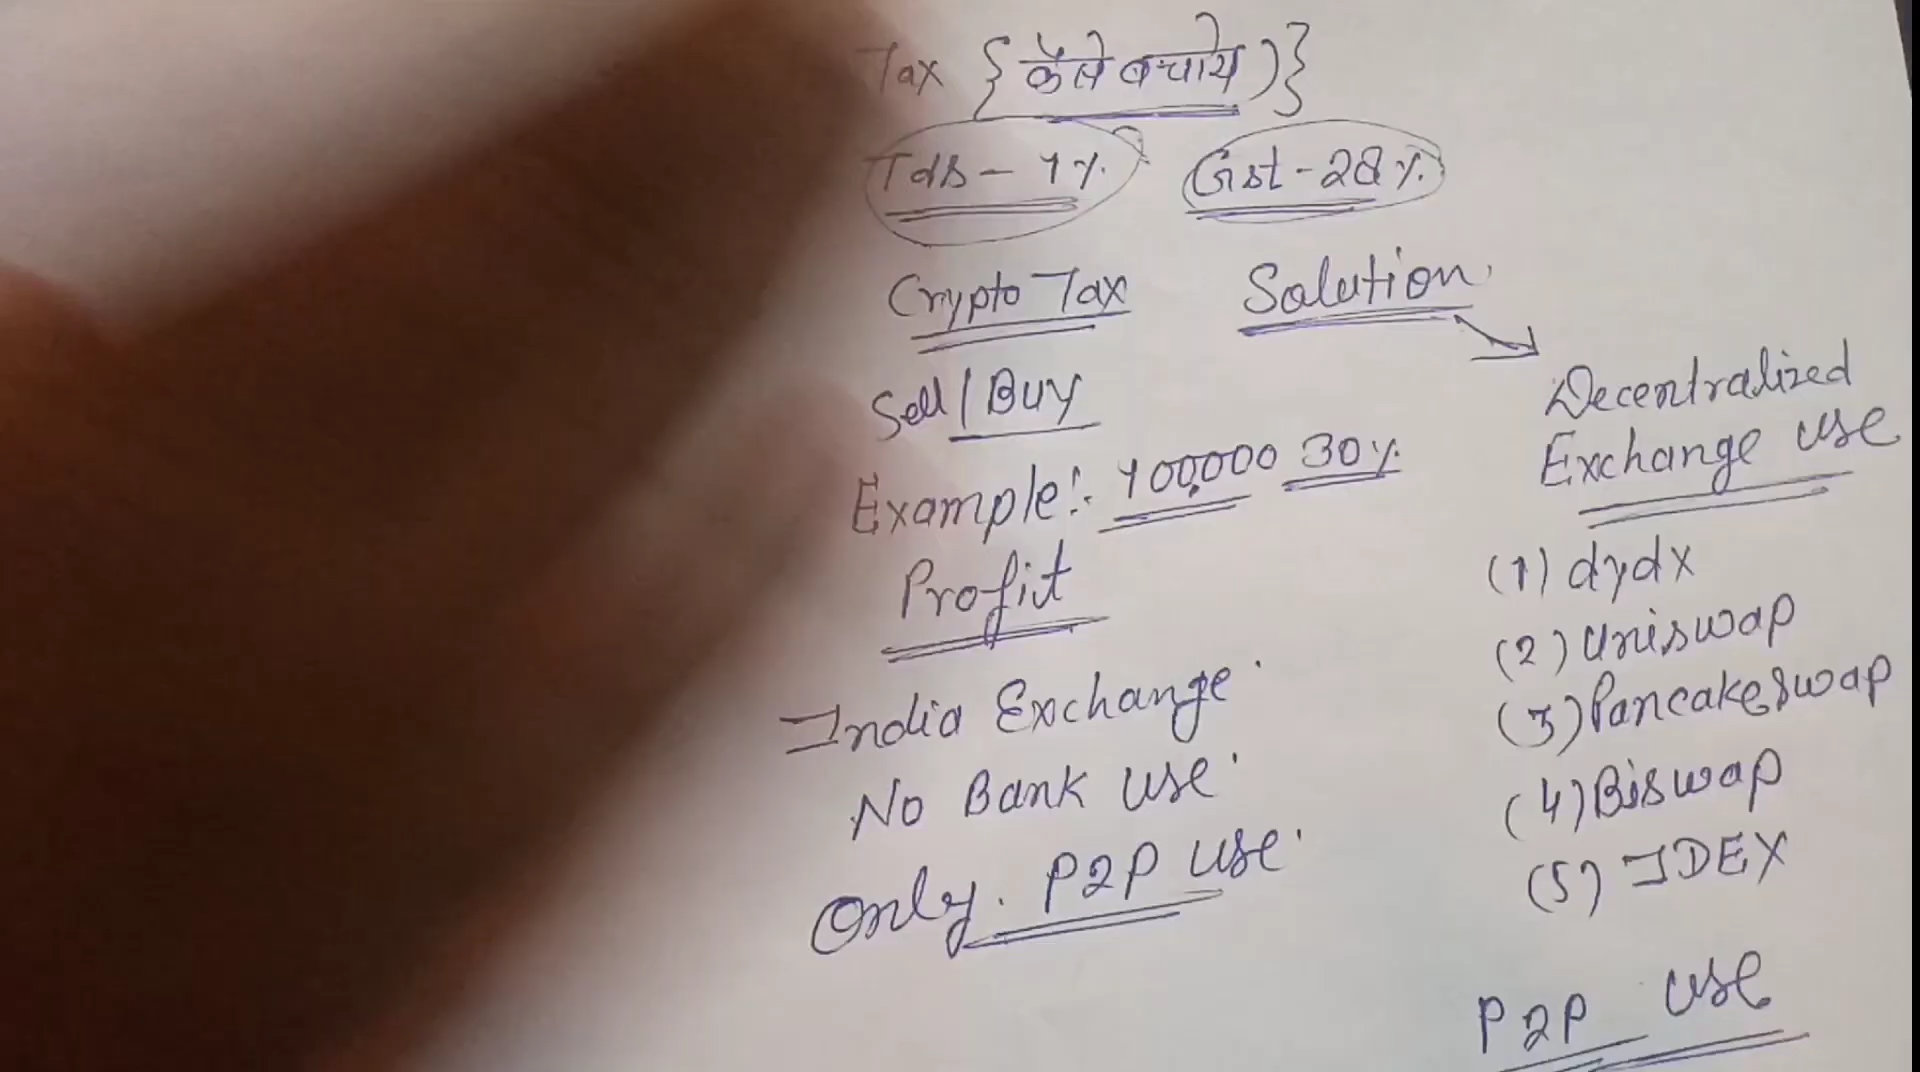 Tax {कैसे बचाये)}
Tds - 1%. Gst - 28%.
Crypto Tax
Sell / Buy
Example:- 100,000 30%.
Profit
India Exchange.
No Bank use.
Only. P2P use.
Solution.
Decentralized
Exchange use
(1) dydx
(2) Uniswap
(3) Pancakeswap
(4) Biswap
(5) IDEX
P2P use